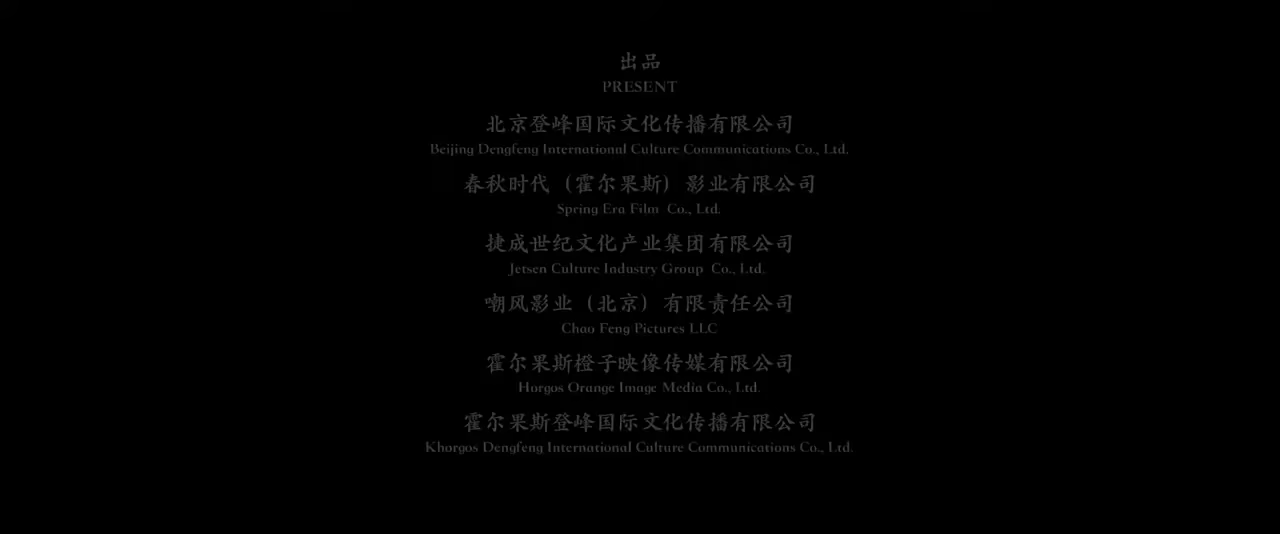 出品
PRESENT
北京登峰国际文化传播有限公司
Beijing Dengfeng International Culture Communications Co., Ltd.
春秋时代（霍尔果斯）影业有限公司
Spring Era Film Co., Ltd.
捷成世纪文化产业集团有限公司
Jetsen Culture Industry Group Co., Ltd.
嘲风影业（北京）有限责任公司
Chao Feng Pictures LLC
霍尔果斯橙子映像传媒有限公司
Horgos Orange Image Media Co., Ltd.
霍尔果斯登峰国际文化传播有限公司
Khorgos Dengfeng International Culture Communications Co., Ltd.